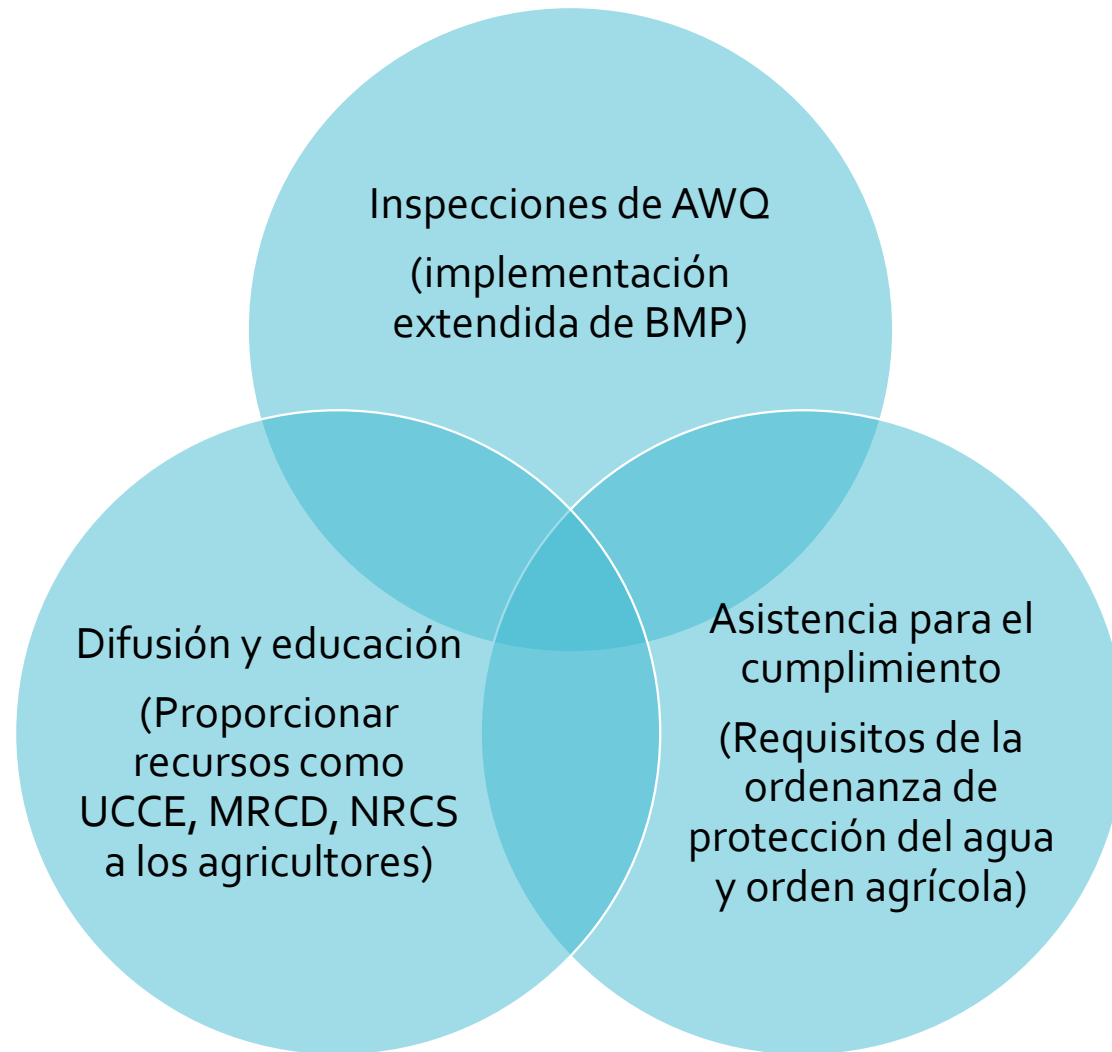 Inspecciones de AWQ
(implementación
extendida de BMP)
Difusión y educación
(Proporcionar
recursos como
UCCE, MRCD, NRCS
a los agricultores)
Asistencia para el
cumplimiento
(Requisitos de la
ordenanza de
protección del agua
y orden agrícola)